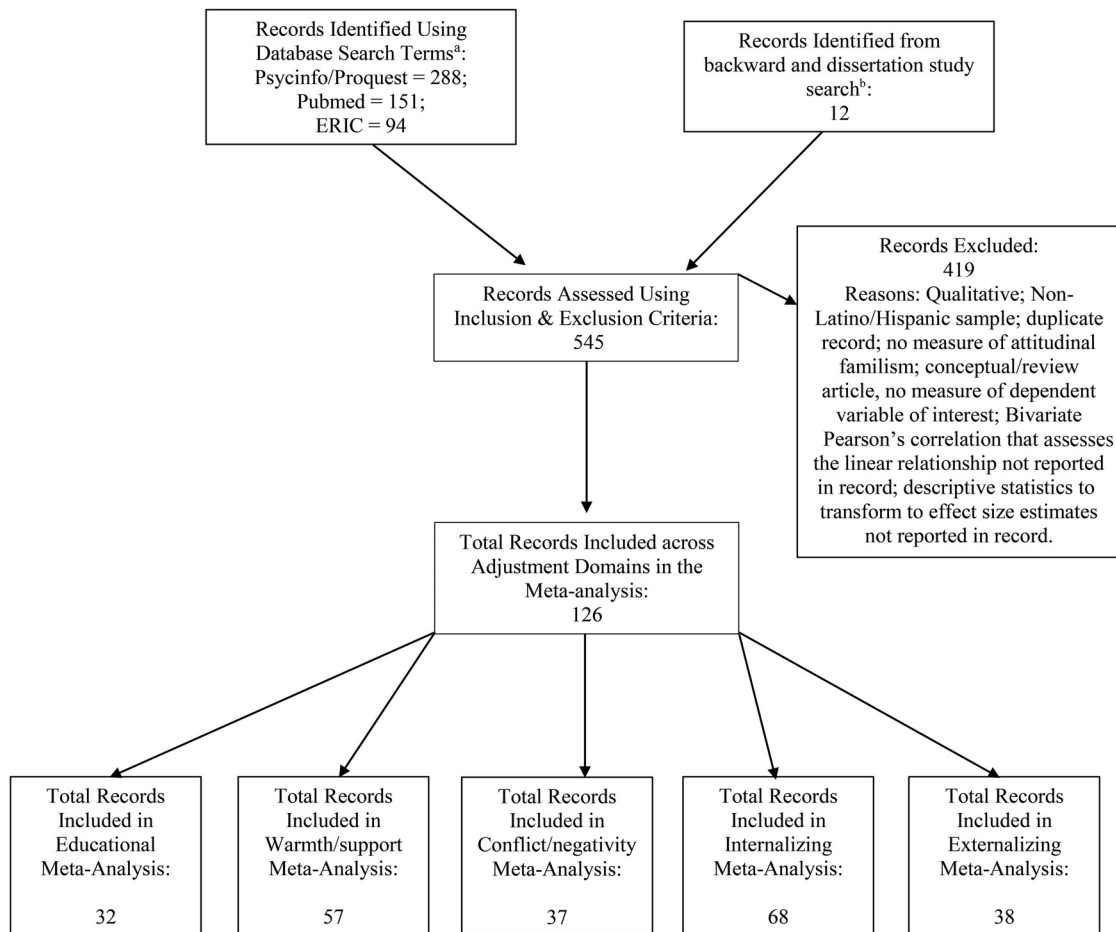 Records Identified Using
Database Search Termsᵃ:
Psycinfo/Proquest = 288;
Pubmed = 151;
ERIC = 94
Records Identified from
backward and dissertation study
searchᵇ:
12
Records Excluded:
419
Reasons: Qualitative; Non-
Latino/Hispanic sample; duplicate
record; no measure of attitudinal
familism; conceptual/review
article, no measure of dependent
variable of interest; Bivariate
Pearson’s correlation that assesses
the linear relationship not reported
in record; descriptive statistics to
transform to effect size estimates
not reported in record.
Records Assessed Using
Inclusion & Exclusion Criteria:
545
Total Records Included across
Adjustment Domains in the
Meta-analysis:
126
Total Records
Included in
Educational
Meta-Analysis:
32
Total Records
Included in
Warmth/support
Meta-Analysis:
57
Total Records
Included in
Conflict/negativity
Meta-Analysis:
37
Total Records
Included in
Internalizing
Meta-Analysis:
68
Total Records
Included in
Externalizing
Meta-Analysis:
38